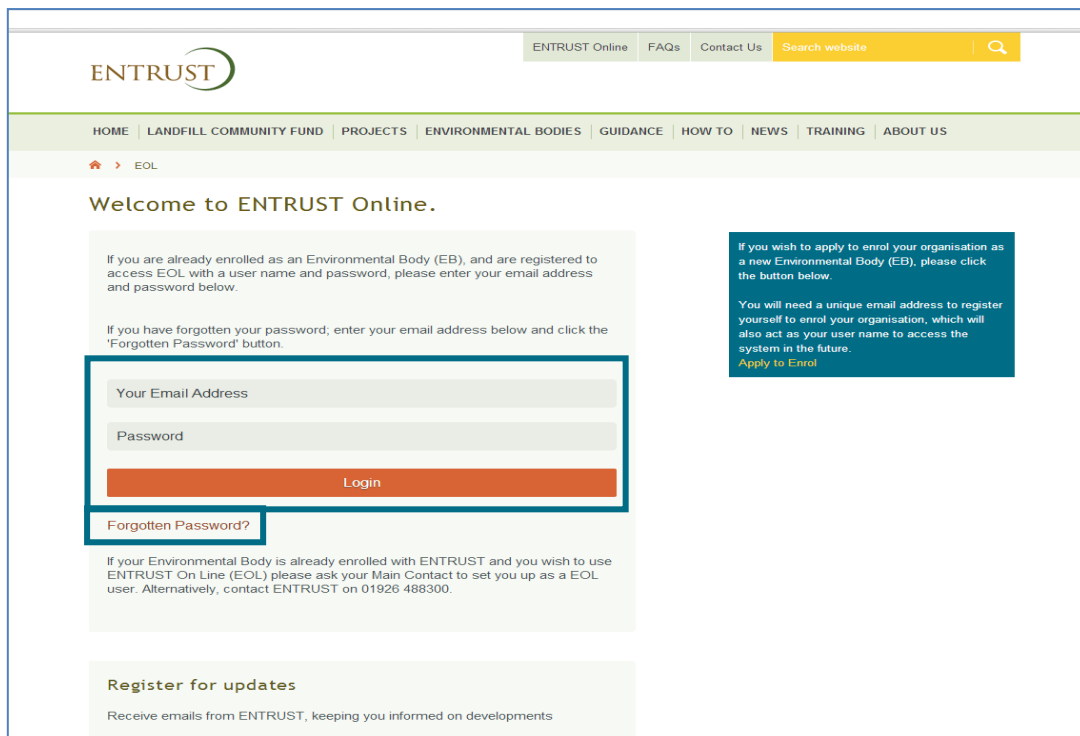 ENTRUST Online FAQs Contact Us Search website
ENTRUST
HOME LANDFILL COMMUNITY FUND PROJECTS ENVIRONMENTAL BODIES GUIDANCE HOW TO NEWS TRAINING ABOUT US
> EOL
Welcome to ENTRUST Online.
If you are already enrolled as an Environmental Body (EB), and are registered to
access EOL with a user name and password, please enter your email address
and password below.
If you have forgotten your password; enter your email address below and click the
'Forgotten Password' button.
Your Email Address
Password
Login
Forgotten Password?
If your Environmental Body is already enrolled with ENTRUST and you wish to use
ENTRUST On Line (EOL) please ask your Main Contact to set you up as a EOL
user. Alternatively, contact ENTRUST on 01926 488300.
If you wish to apply to enrol your organisation as
a new Environmental Body (EB), please click
the button below.
You will need a unique email address to register
yourself to enrol your organisation, which will
also act as your user name to access the
system in the future.
Apply to Enrol
Register for updates
Receive emails from ENTRUST, keeping you informed on developments